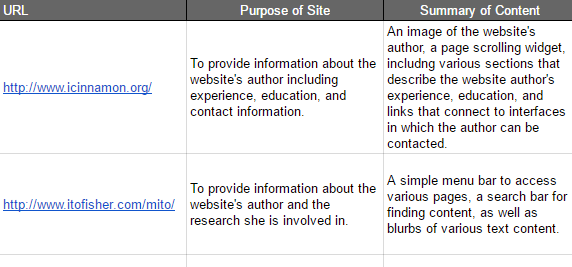 URL
Purpose of Site
Summary of Content
http://www.icinnamon.org/
To provide information about the
website's author including
experience, education, and
contact information.
An image of the website's
author, a page scrolling widget,
includng various sections that
describe the website author's
experience, education, and
links that connect to interfaces
in which the author can be
contacted.
http://www.itofisher.com/mito/
To provide information about the
website's author and the
research she is involved in.
A simple menu bar to access
various pages, a search bar for
finding content, as well as
blurbs of various text content.